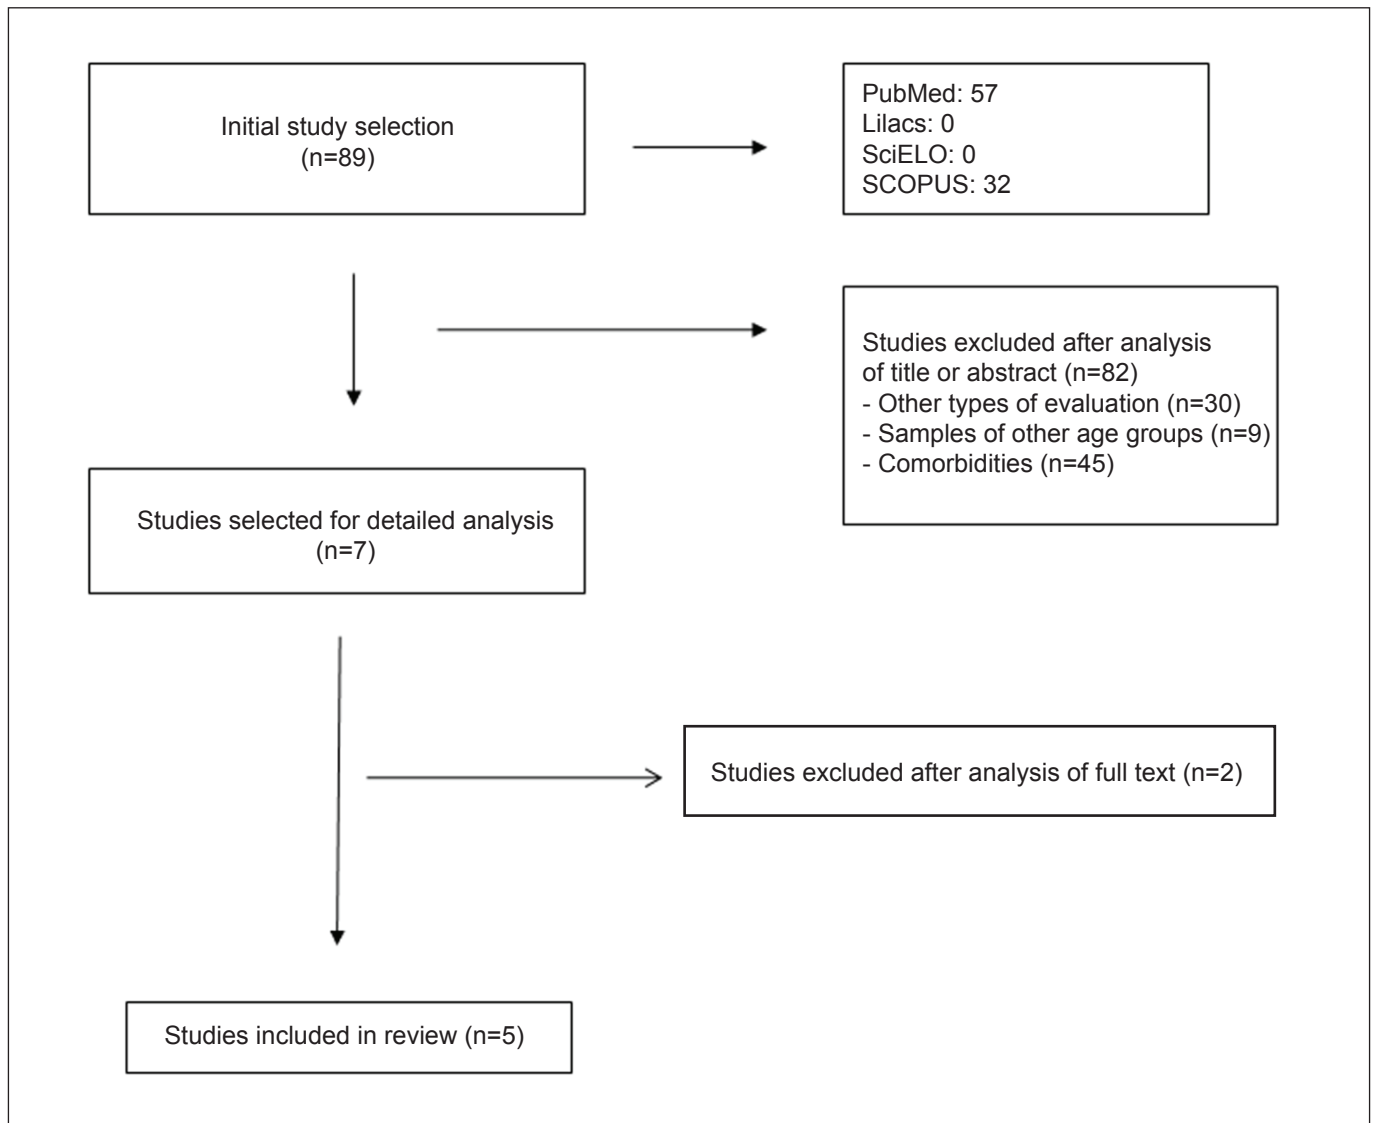 Initial study selection
(n=89)
PubMed: 57
Lilacs: 0
SciELO: 0
SCOPUS: 32
Studies excluded after analysis
of title or abstract (n=82)
- Other types of evaluation (n=30)
- Samples of other age groups (n=9)
- Comorbidities (n=45)
Studies selected for detailed analysis
(n=7)
Studies excluded after analysis of full text (n=2)
Studies included in review (n=5)